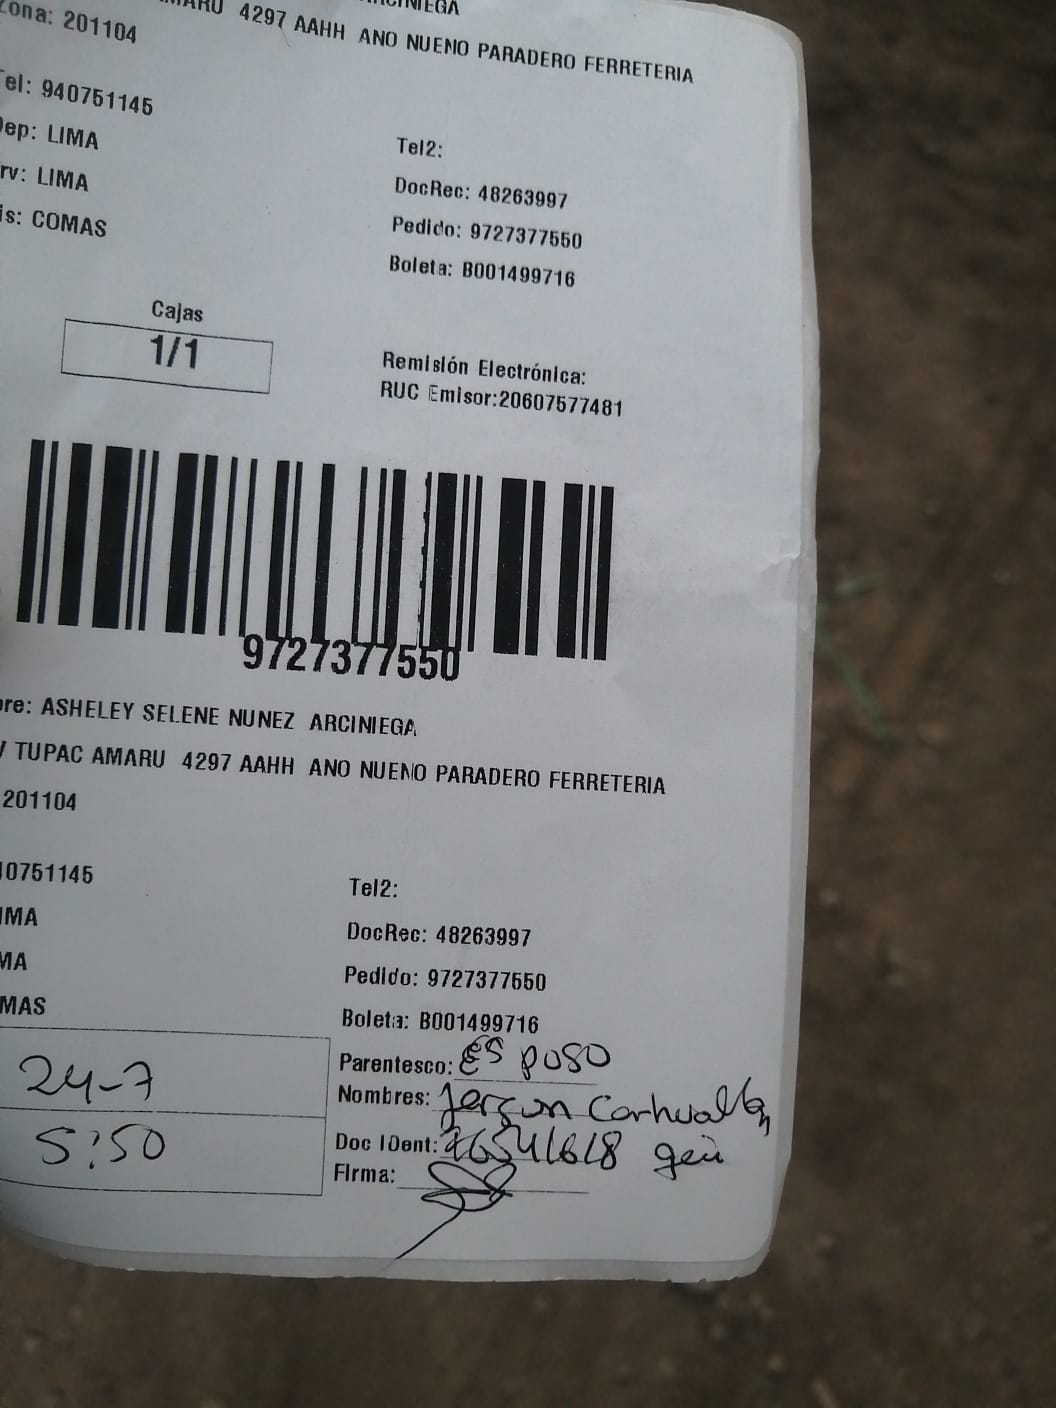 ARCINIEGA
AMARU 4297 AAHH ANO NUENO PARADERO FERRETERIA
Zona: 201104
Tel: 940751145
Dep: LIMA
Tel2:
rv: LIMA
DocRec: 48263997
is: COMAS
Pedido: 9727377550
Boleta: B001499716
Cajas
1/1
Remisión Electrónica:
RUC Emisor:20607577481
9727377550
bre: ASHELEY SELENE NUNEZ ARCINIEGA
/ TUPAC AMARU 4297 AAHH ANO NUENO PARADERO FERRETERIA
201104
40751145
Tel2:
IMA
DocRec: 48263997
MA
Pedido: 9727377550
MAS
Boleta: B001499716
Parentesco: Esposo
24-7
Nombres: Jerson
5:50
Doc IDent:
Firma: